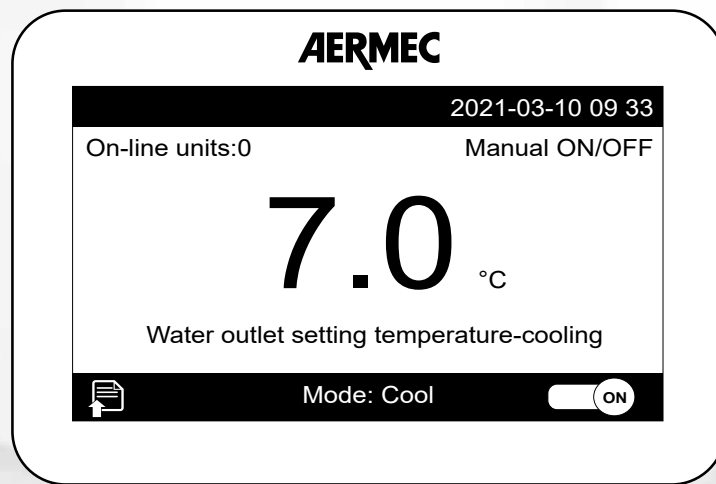 AERMEC
2021-03-10 09 33
On-line units:0 Manual ON/OFF
7.0 °C
Water outlet setting temperature-cooling
Mode: Cool ON